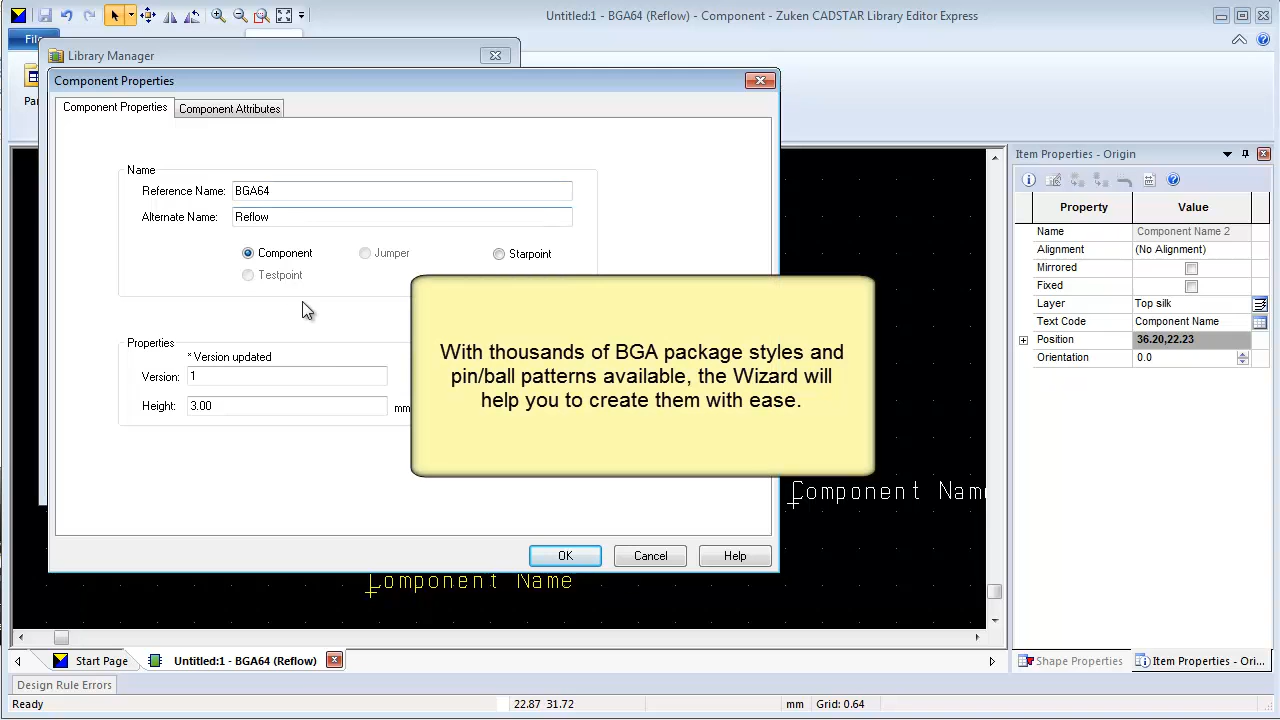 Untitled:1 - BGA64 (Reflow) - Component - Zuken CADSTAR Library Editor Express
File
Library Manager
Component Properties
Component Properties
Component Attributes
Name
Reference Name: BGA64
Alternate Name: Reflow
Component
Jumper
Starpoint
Testpoint
Properties
*Version updated
Version: 1
Height: 3.00 mm
With thousands of BGA package styles and
pin/ball patterns available, the Wizard will
help you to create them with ease.
OK
Cancel
Help
Component Name
Component Name
Item Properties - Origin
Property Value
Name Component Name 2
Alignment (No Alignment)
Mirrored
Fixed
Layer Top silk
Text Code Component Name
Position 36.20,22.23
Orientation 0.0
Shape Properties
Item Properties - Ori...
Start Page
Untitled:1 - BGA64 (Reflow)
Design Rule Errors
Ready
22.87 31.72
mm
Grid: 0.64